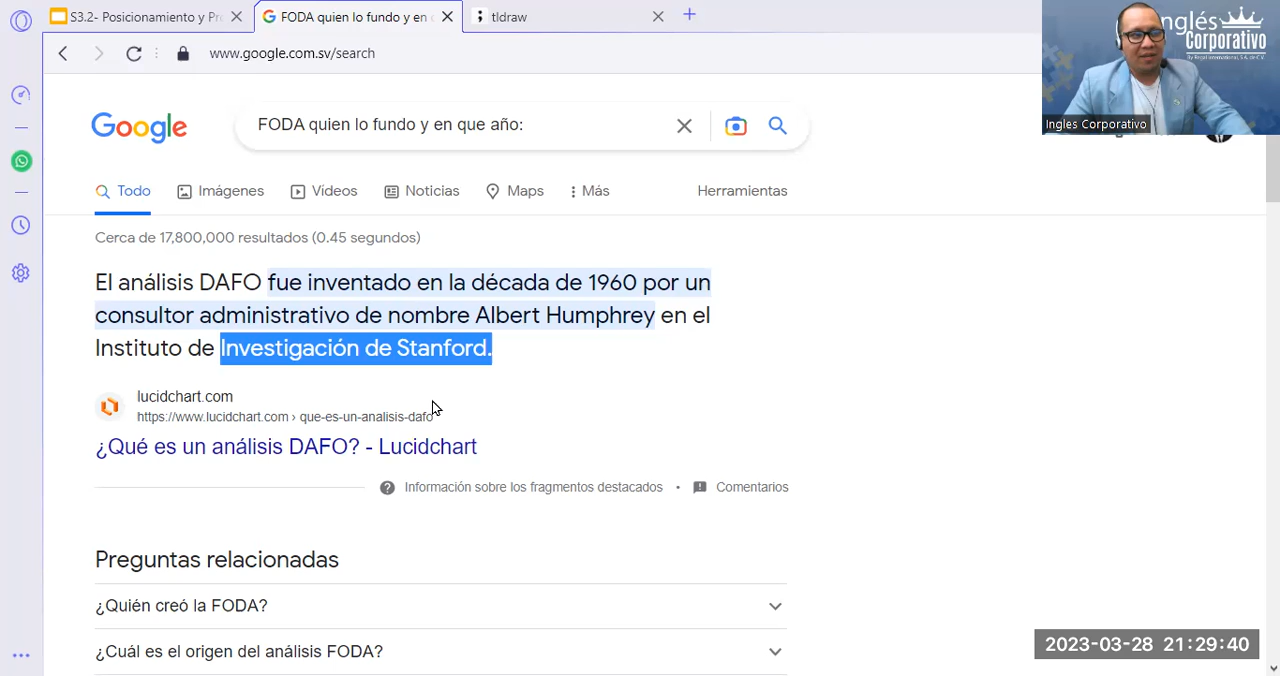 S3.2- Posicionamiento y Pr
FODA quien lo fundo y en
tldraw
www.google.com.sv/search
Inglés
Corporativo
By Regal International, S.A. de C.V.
Ingles Corporativo
Google
FODA quien lo fundo y en que año:
Todo
Imágenes
Videos
Noticias
Maps
Más
Herramientas
Cerca de 17,800,000 resultados (0.45 segundos)
El análisis DAFO fue inventado en la década de 1960 por un
consultor administrativo de nombre Albert Humphrey en el
Instituto de Investigación de Stanford.
lucidchart.com
https://www.lucidchart.com › que-es-un-analisis-dafo
¿Qué es un análisis DAFO? - Lucidchart
Información sobre los fragmentos destacados • Comentarios
Preguntas relacionadas
¿Quién creó la FODA?
¿Cuál es el origen del análisis FODA?
2023-03-28 21:29:40